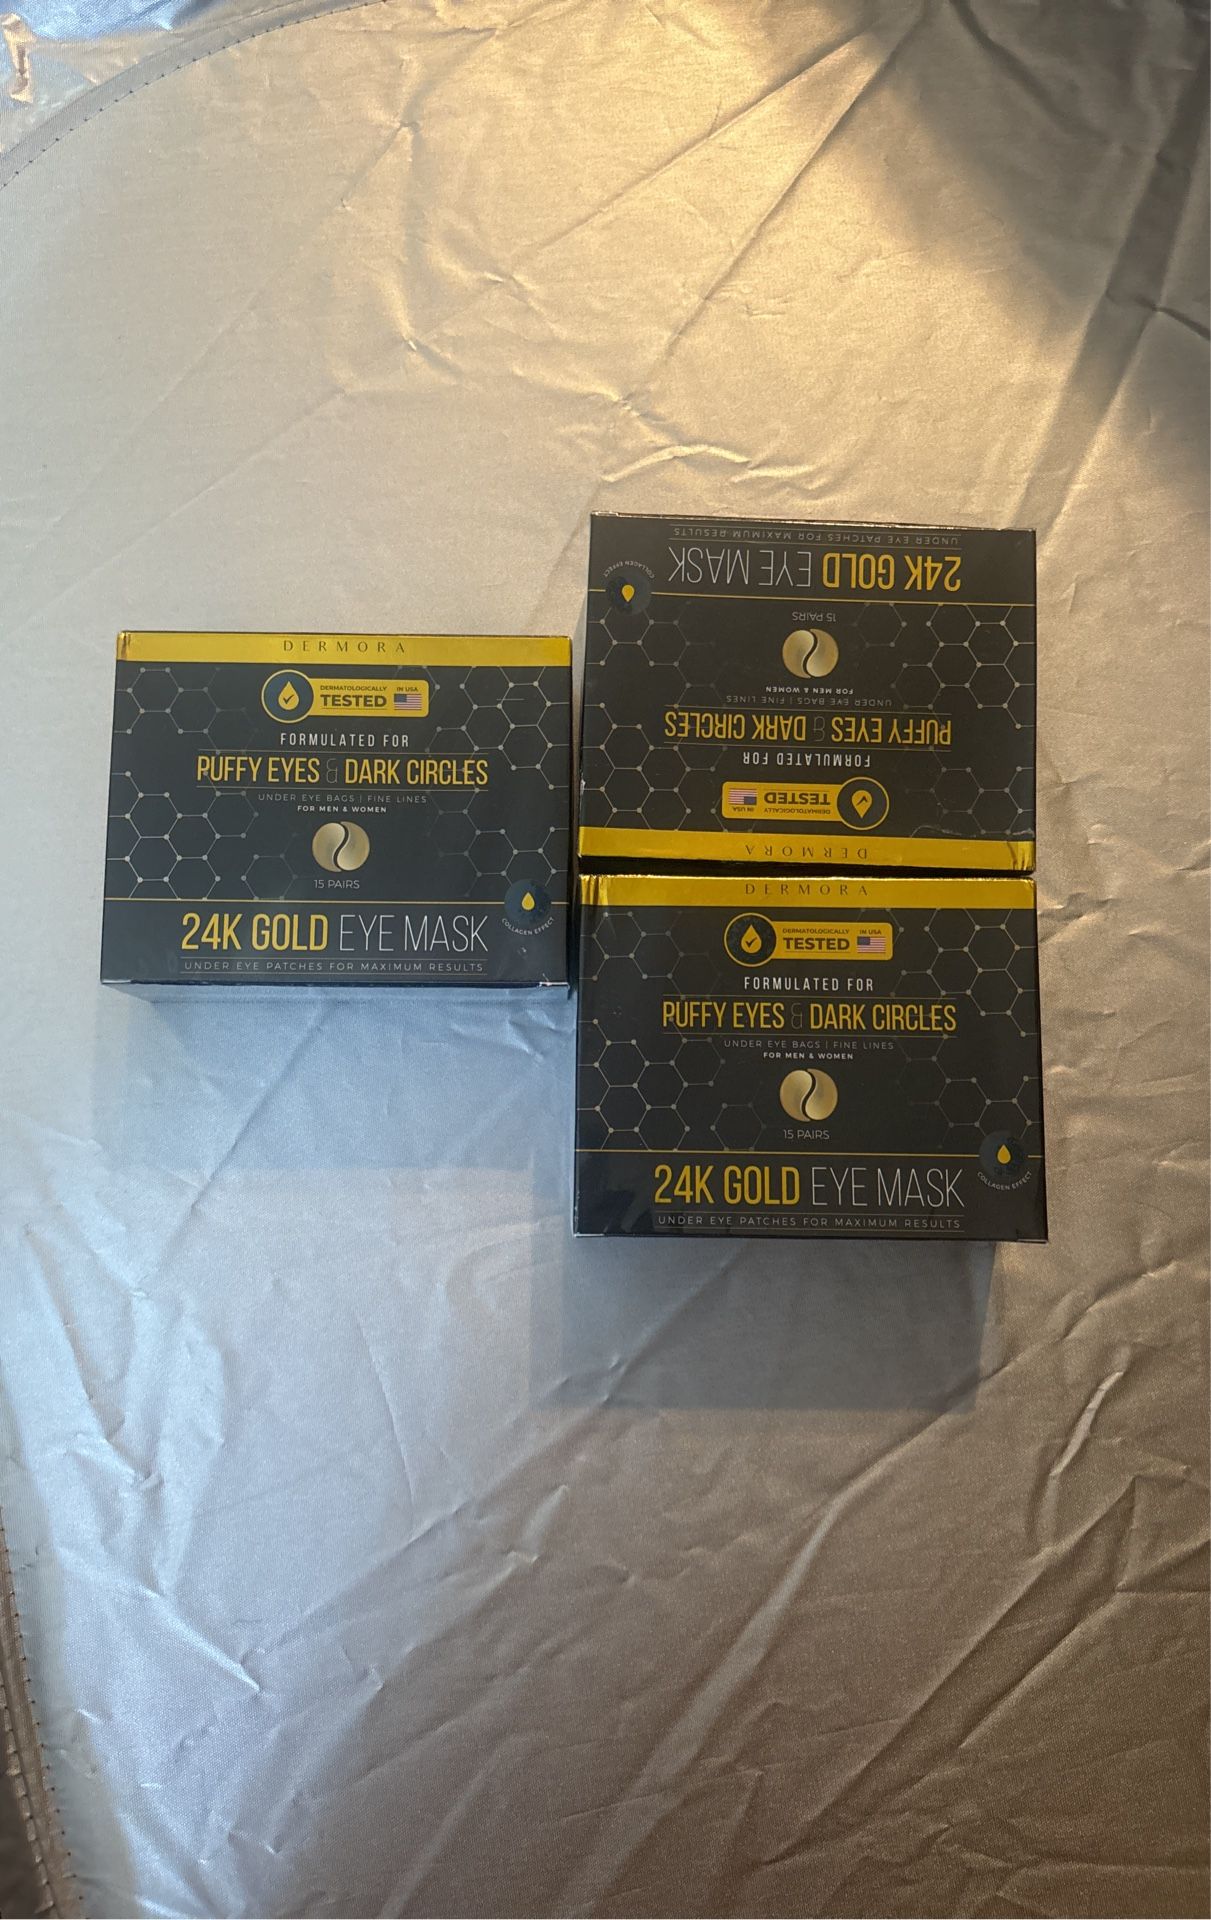 DERMORA
DERMATOLOGICALLY
TESTED
IN USA
FORMULATED FOR
PUFFY EYES & DARK CIRCLES
UNDER EYE BAGS | FINE LINES
FOR MEN & WOMEN
15 PAIRS
COLLAGEN EFFECT
24K GOLD EYE MASK
UNDER EYE PATCHES FOR MAXIMUM RESULTS
DERMORA
DERMATOLOGICALLY
TESTED
IN USA
FORMULATED FOR
PUFFY EYES & DARK CIRCLES
UNDER EYE BAGS | FINE LINES
FOR MEN & WOMEN
15 PAIRS
COLLAGEN EFFECT
24K GOLD EYE MASK
UNDER EYE PATCHES FOR MAXIMUM RESULTS
DERMORA
DERMATOLOGICALLY
TESTED
IN USA
FORMULATED FOR
PUFFY EYES & DARK CIRCLES
UNDER EYE BAGS | FINE LINES
FOR MEN & WOMEN
15 PAIRS
COLLAGEN EFFECT
24K GOLD EYE MASK
UNDER EYE PATCHES FOR MAXIMUM RESULTS